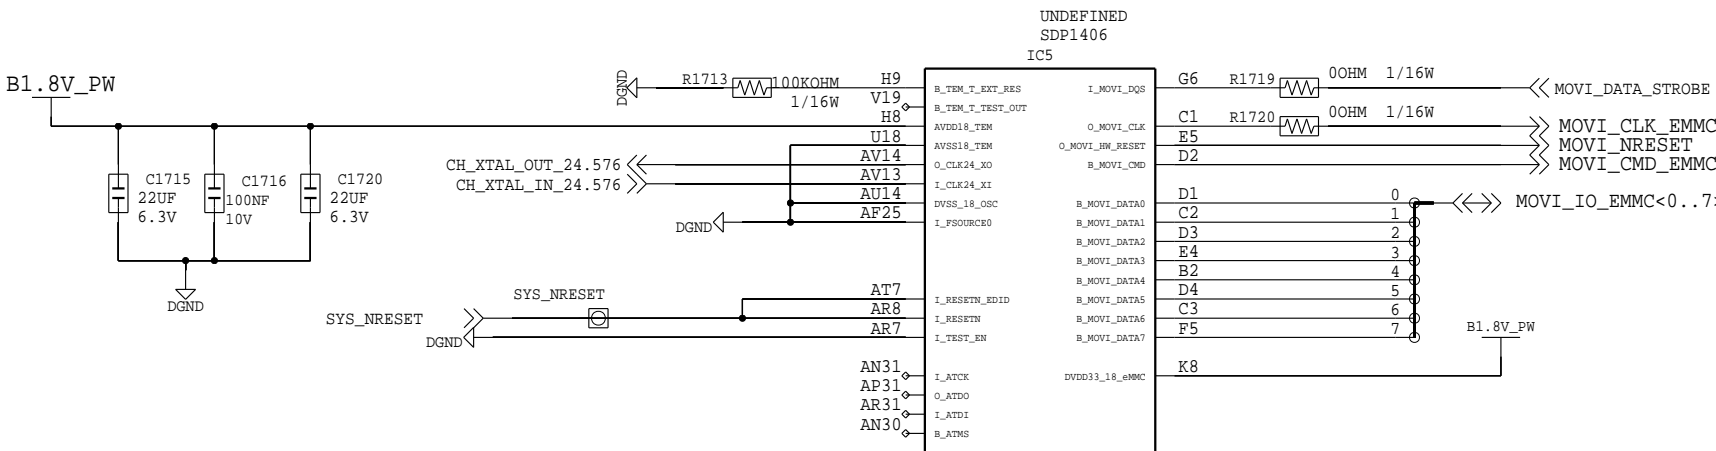 UNDEFINED
SDP1406
IC5
B1.8V_PW
DGND
R1713
100KOHM
1/16W
H9
V19
H8
U18
AV14
AV13
AU14
AF25
CH_XTAL_OUT_24.576
CH_XTAL_IN_24.576
DGND
C1715
22UF
6.3V
C1716
100NF
10V
C1720
22UF
6.3V
DGND
SYS_NRESET
SYS_NRESET
DGND
AT7
AR8
AR7
AN31
AP31
AR31
AN30
B_TEM_T_EXT_RES
B_TEM_T_TEST_OUT
AVDD18_TEM
AVSS18_TEM
O_CLK24_XO
I_CLK24_XI
DVSS_18_OSC
I_FSOURCE0
I_RESETN_EDID
I_RESETN
I_TEST_EN
I_ATCK
O_ATDO
I_ATDI
B_ATMS
I_MOVI_DQS
O_MOVI_CLK
O_MOVI_HW_RESET
B_MOVI_CMD
B_MOVI_DATA0
B_MOVI_DATA1
B_MOVI_DATA2
B_MOVI_DATA3
B_MOVI_DATA4
B_MOVI_DATA5
B_MOVI_DATA6
B_MOVI_DATA7
DVDD33_18_eMMC
G6
C1
E5
D2
D1
C2
D3
E4
B2
D4
C3
F5
K8
R1719
0OHM 1/16W
R1720
0OHM 1/16W
MOVI_DATA_STROBE
MOVI_CLK_EMMC
MOVI_NRESET
MOVI_CMD_EMMC
0
1
2
3
4
5
6
7
MOVI_IO_EMMC<0..7>
B1.8V_PW